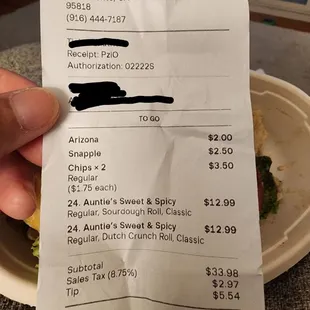 95818
(916) 444-7187
Receipt: PziO
Authorization: 02222S
TO GO
Arizona $2.00
Snapple $2.50
Chips × 2 $3.50
Regular
($1.75 each)
24. Auntie's Sweet & Spicy $12.99
Regular, Sourdough Roll, Classic
24. Auntie's Sweet & Spicy $12.99
Regular, Dutch Crunch Roll, Classic
Subtotal $33.98
Sales Tax (8.75%) $2.97
Tip $5.54